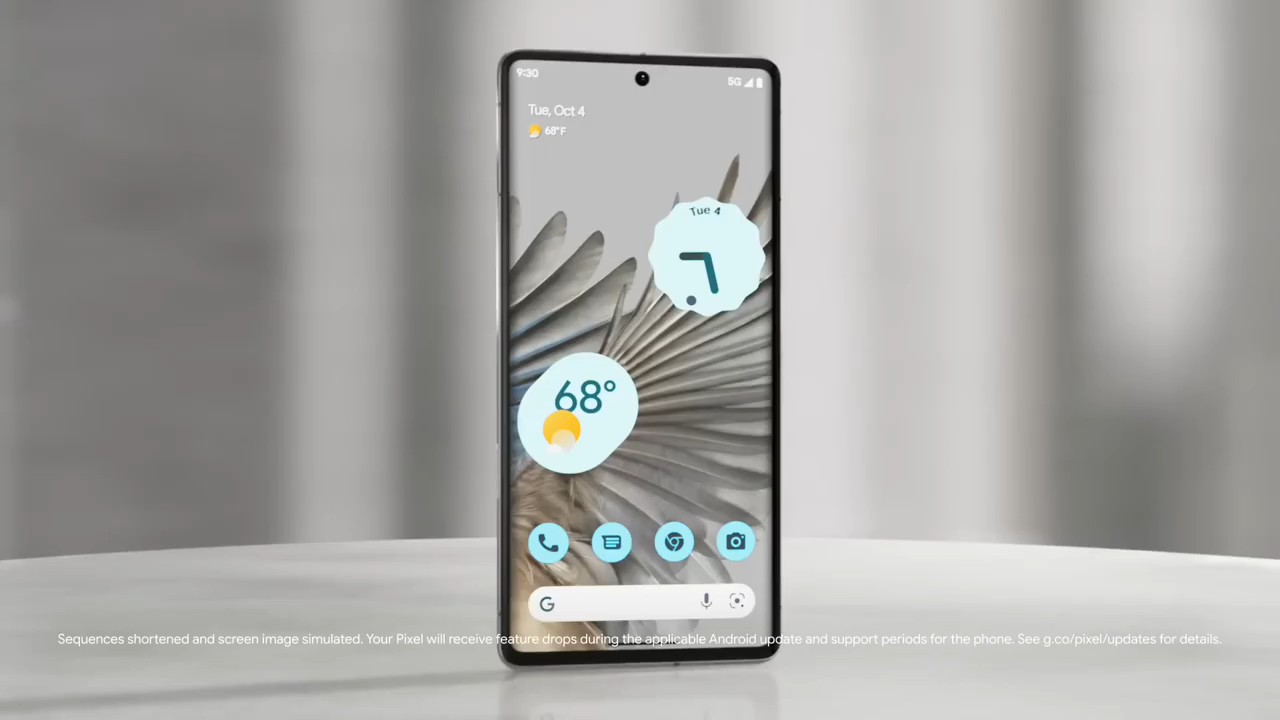 9:30
5G
Tue, Oct 4
68°F
Tue 4
68°
G
Sequences shortened and screen image simulated. Your Pixel will receive feature drops during the applicable Android update and support periods for the phone. See g.co/pixel/updates for details.